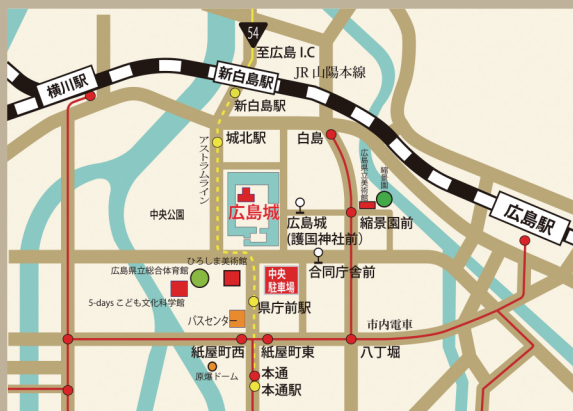 54
至広島 I.C
JR 山陽本線
横川駅
新白島駅
新白島駅
アストラムライン
城北駅
白島
広島県立美術館
縮景園
広島城
中央公園
広島城
(護国神社前)
縮景園前
広島駅
ひろしま美術館
広島県立総合体育館
合同庁舎前
中央
駐車場
5-days こども文化科学館
県庁前駅
バスセンター
市内電車
紙屋町西
紙屋町東
八丁堀
原爆ドーム
本通
本通駅